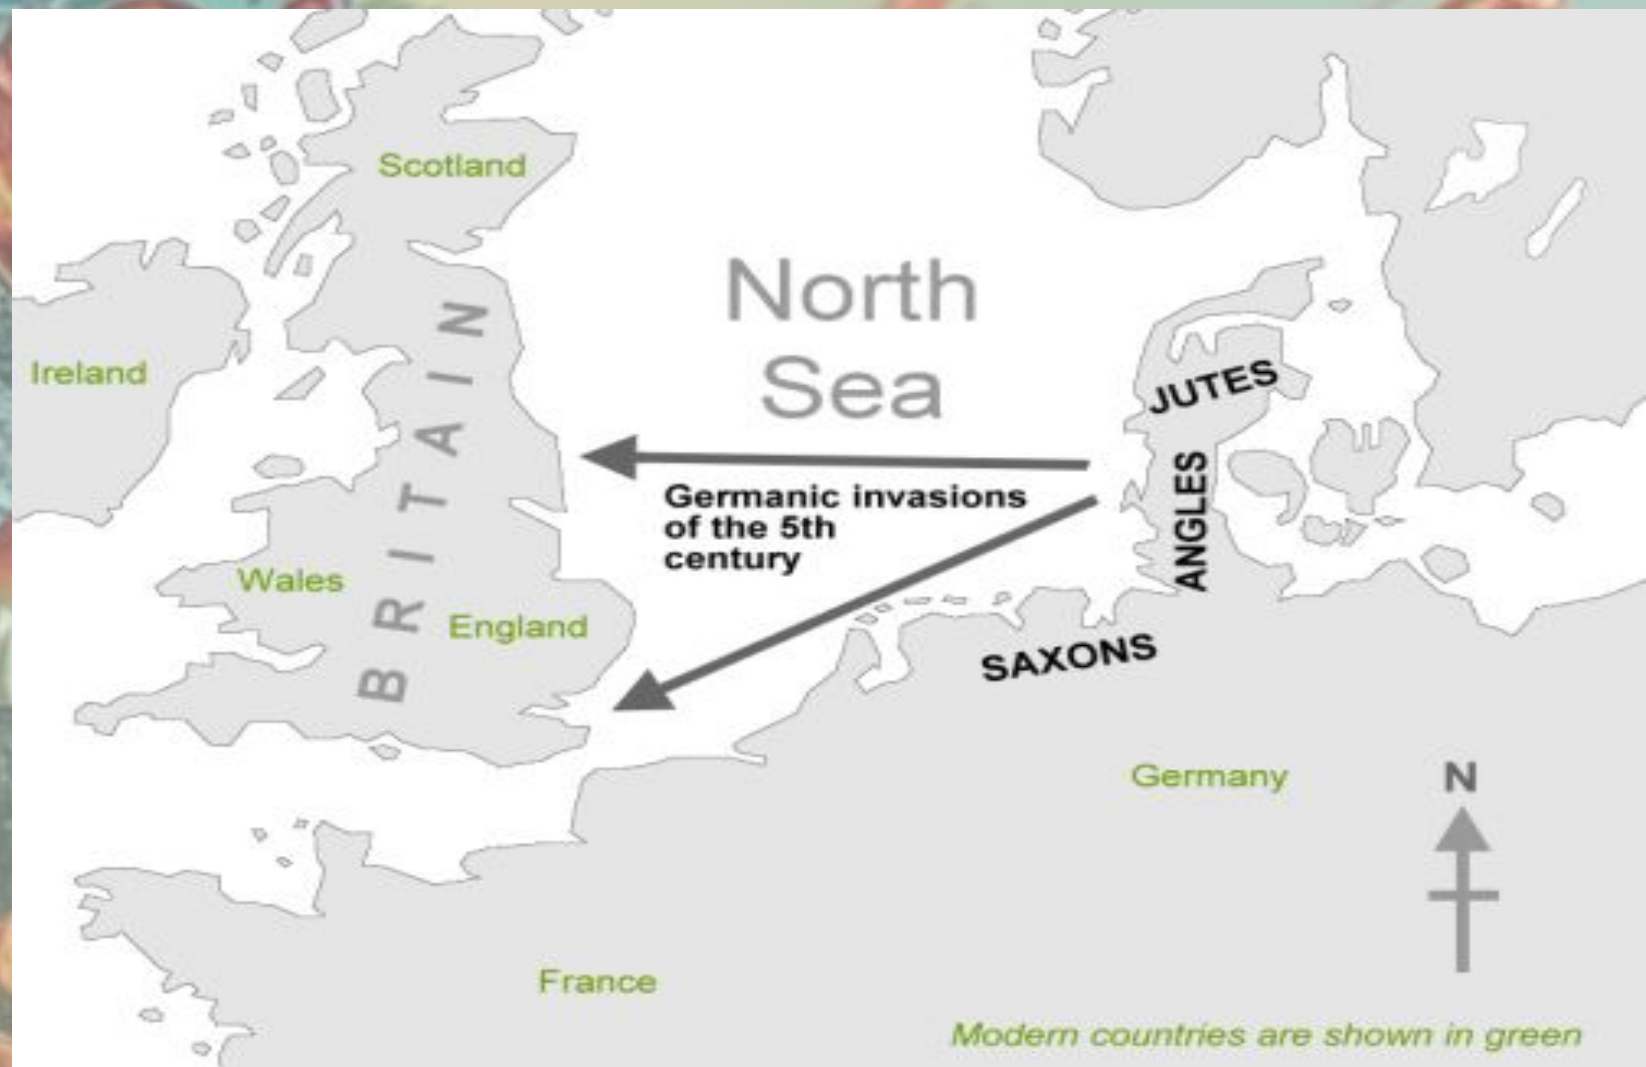 Scotland
North
Sea
Ireland
BRITAIN
JUTES
ANGLES
Germanic invasions
of the 5th
century
Wales
England
SAXONS
Germany
N
France
Modern countries are shown in green